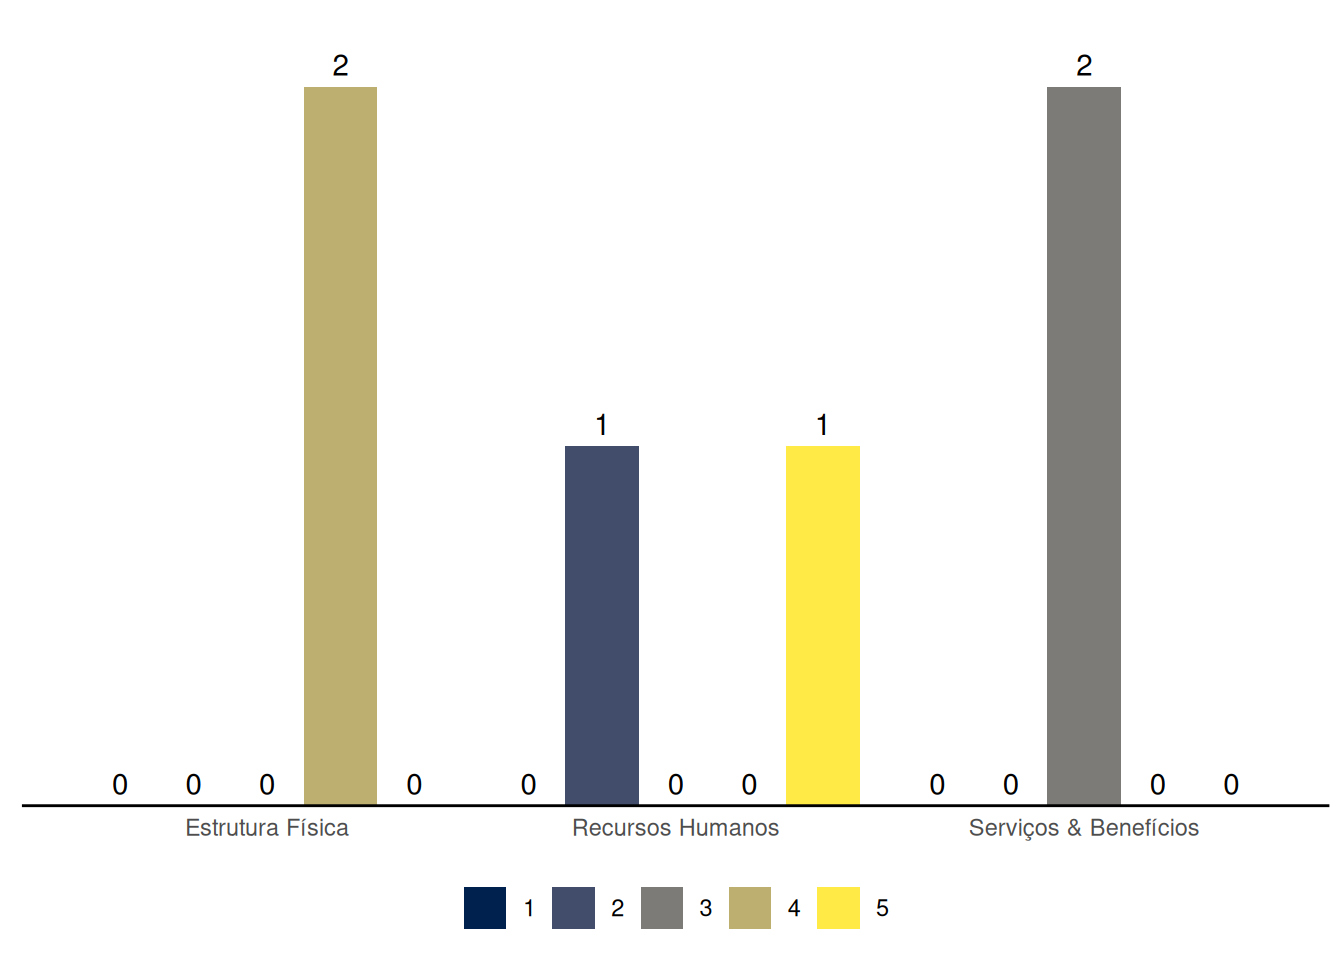 2 2
1 1
0 0 0 0 0 0 0 0 0 0 0
Estrutura Física Recursos Humanos Serviços & Benefícios
1 2 3 4 5